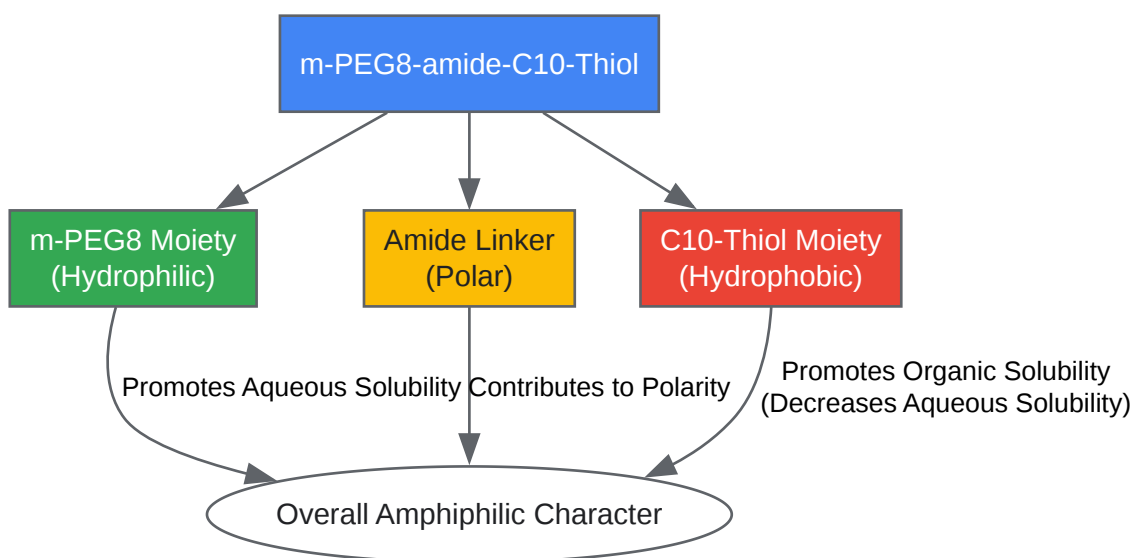 m-PEG8-amide-C10-Thiol
m-PEG8 Moiety
(Hydrophilic)
Amide Linker
(Polar)
C10-Thiol Moiety
(Hydrophobic)
Promotes Aqueous Solubility
Contributes to Polarity
Promotes Organic Solubility
(Decreases Aqueous Solubility)
Overall Amphiphilic Character